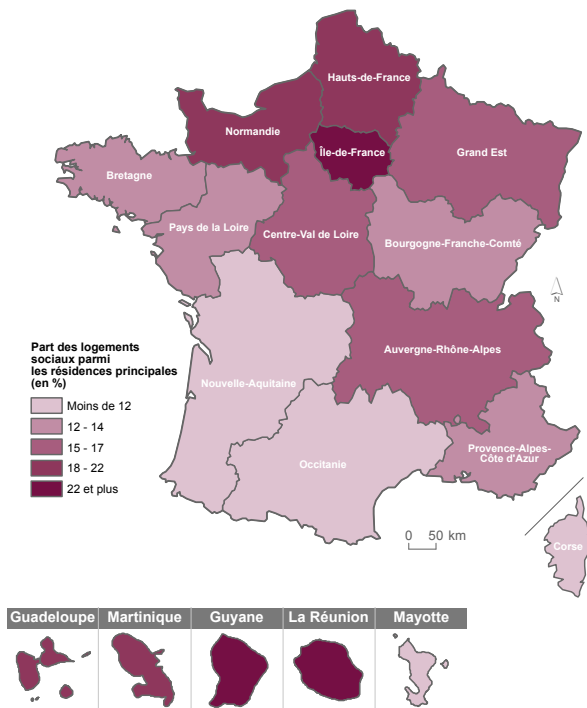 Hauts-de-France
Normandie
Île-de-France
Grand Est
Bretagne
Pays de la Loire
Centre-Val de Loire
Bourgogne-Franche-Comté
N
Part des logements
sociaux parmi
les résidences principales
(en %)
Auvergne-Rhône-Alpes
Nouvelle-Aquitaine
Moins de 12
12 - 14
15 - 17
18 - 22
22 et plus
Provence-Alpes-
Côte d'Azur
Occitanie
0 50 km
Corse
Guadeloupe Martinique Guyane La Réunion Mayotte